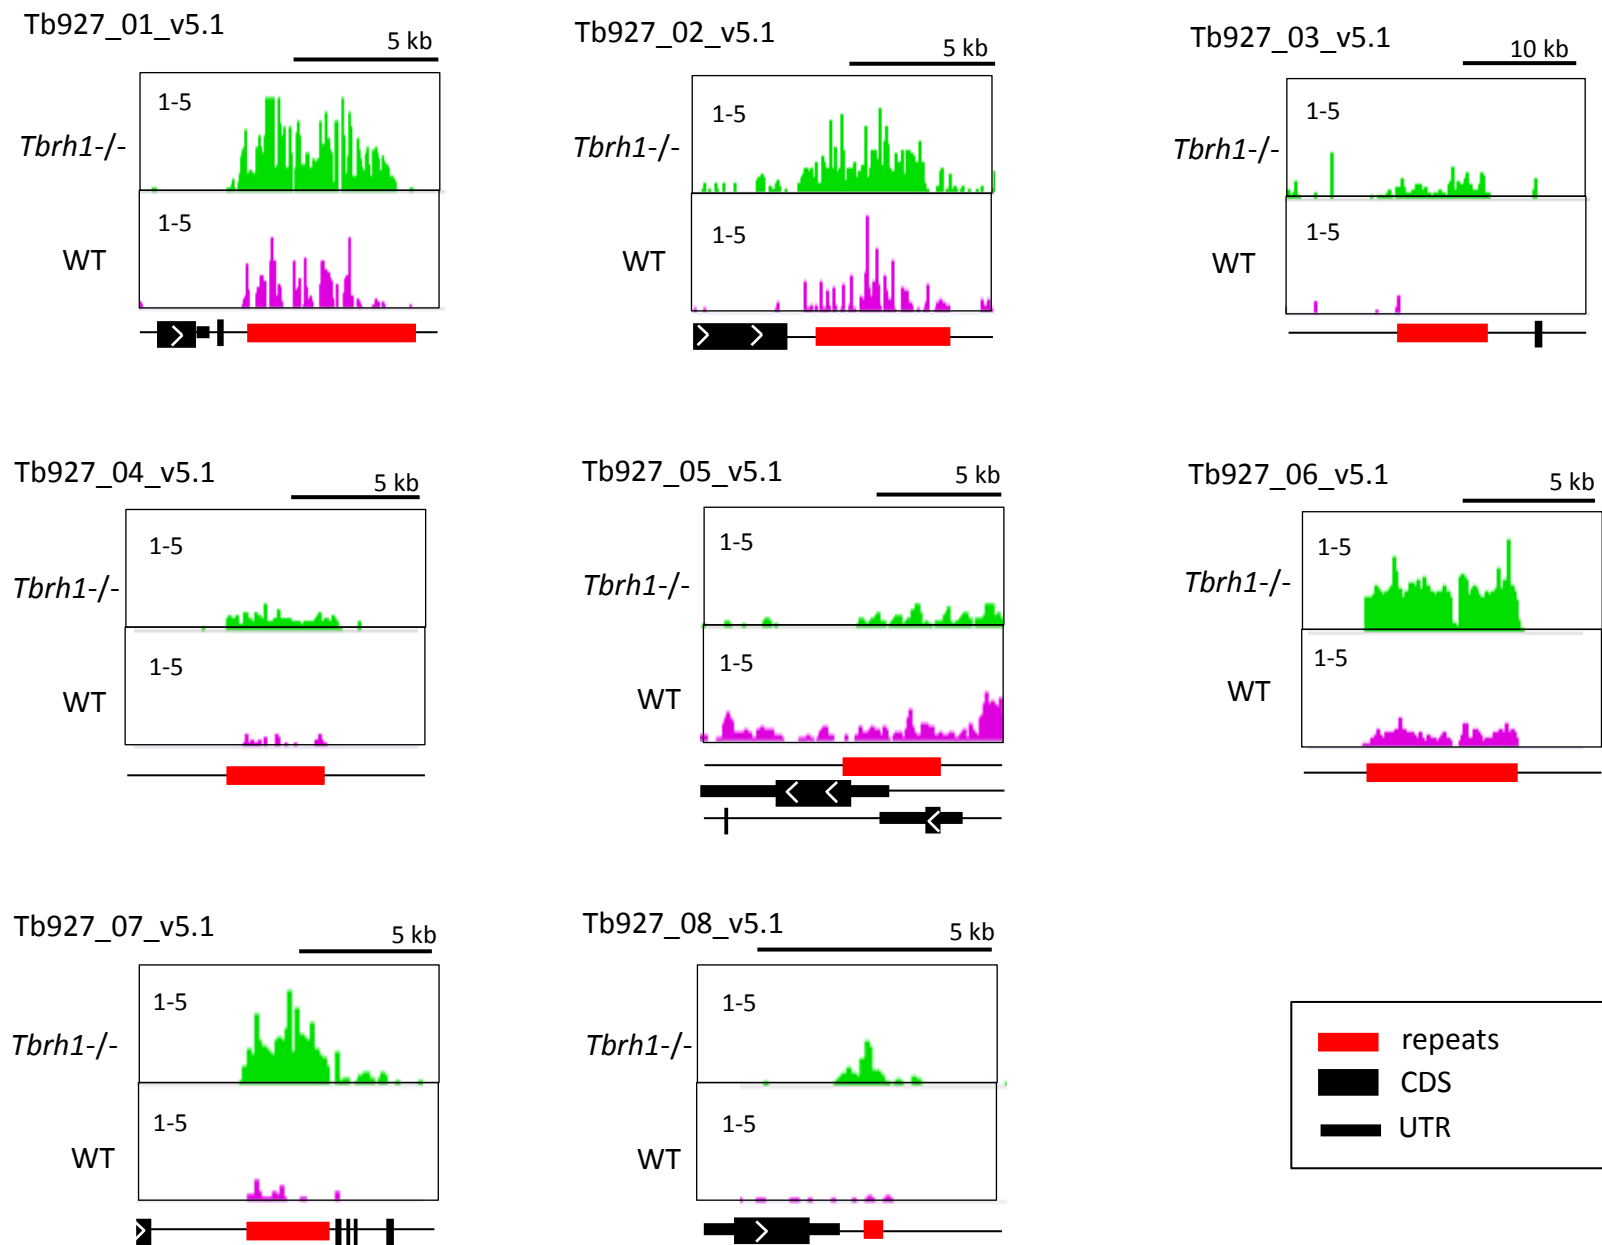 Tb927_01_v5.1
5 kb
1-5
Tbrh1-/-
1-5
WT
Tb927_02_v5.1
5 kb
1-5
Tbrh1-/-
1-5
WT
Tb927_03_v5.1
10 kb
1-5
Tbrh1-/-
1-5
WT
Tb927_04_v5.1
5 kb
1-5
Tbrh1-/-
1-5
WT
Tb927_05_v5.1
5 kb
1-5
Tbrh1-/-
1-5
WT
Tb927_06_v5.1
5 kb
1-5
Tbrh1-/-
1-5
WT
Tb927_07_v5.1
5 kb
1-5
Tbrh1-/-
1-5
WT
Tb927_08_v5.1
5 kb
1-5
Tbrh1-/-
1-5
WT
repeats
CDS
UTR